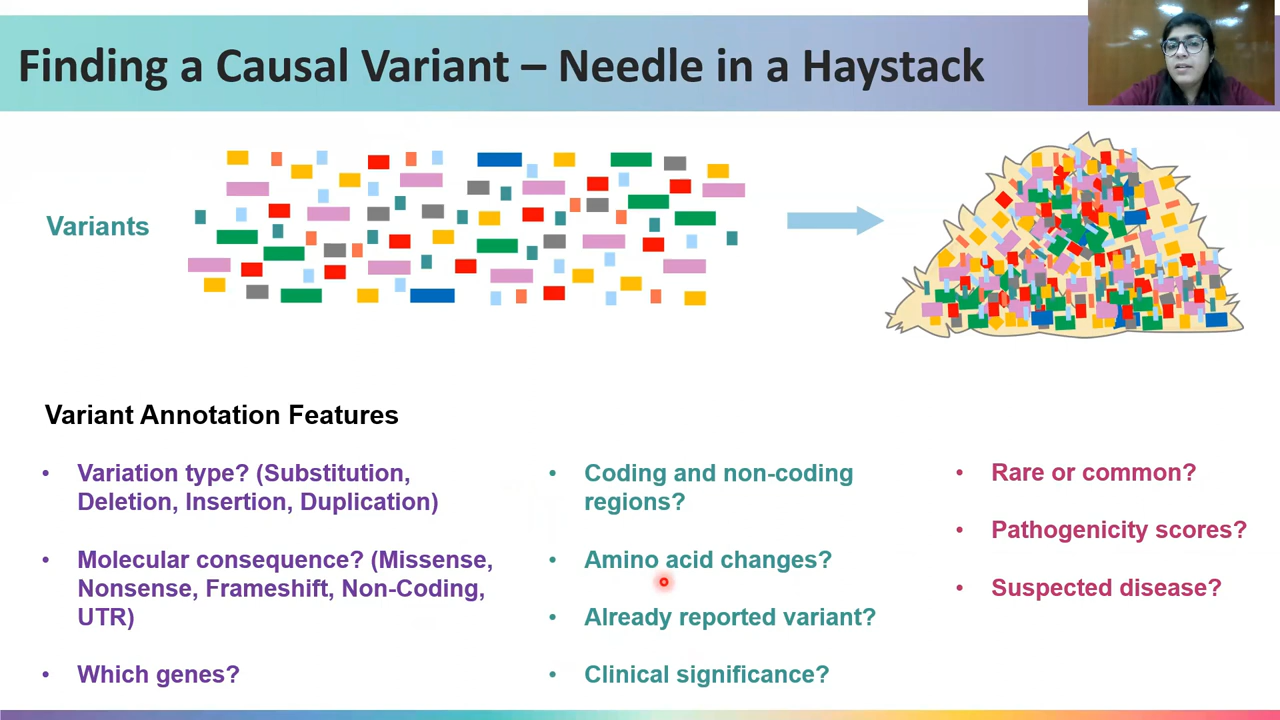 Finding a Causal Variant – Needle in a Haystack
Variants
Variant Annotation Features
• Variation type? (Substitution,
Deletion, Insertion, Duplication)
• Molecular consequence? (Missense,
Nonsense, Frameshift, Non-Coding,
UTR)
• Which genes?
• Coding and non-coding
regions?
• Amino acid changes?
• Already reported variant?
• Clinical significance?
• Rare or common?
• Pathogenicity scores?
• Suspected disease?